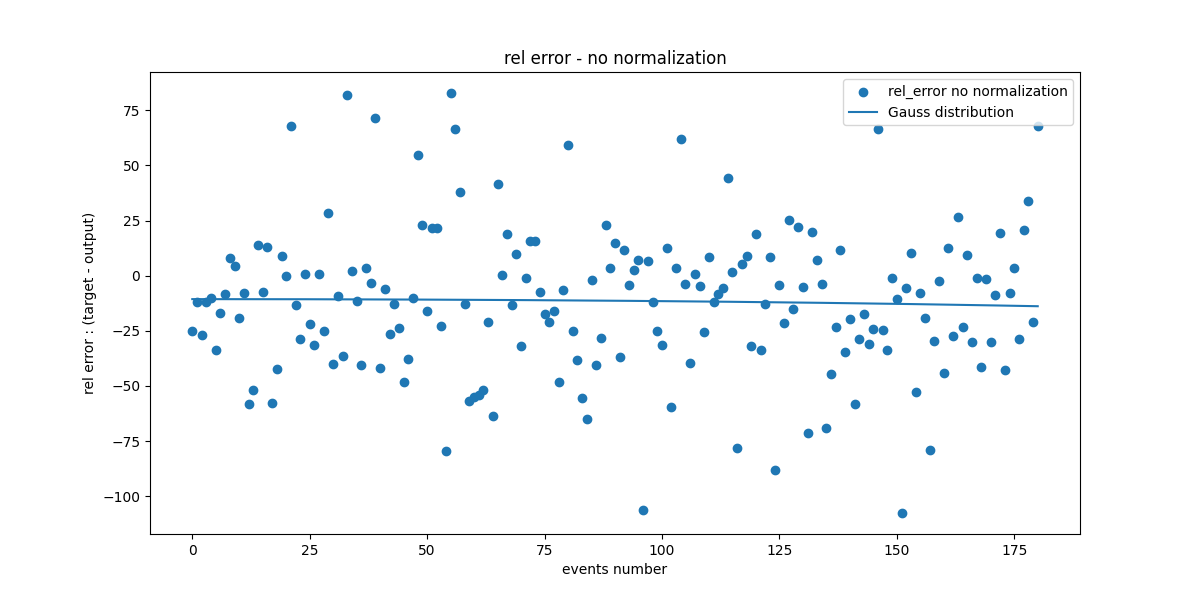 rel error - no normalization
rel_error no normalization
Gauss distribution
75
50
25
0
−25
−50
−75
−100
rel error : (target - output)
0 25 50 75 100 125 150 175
events number